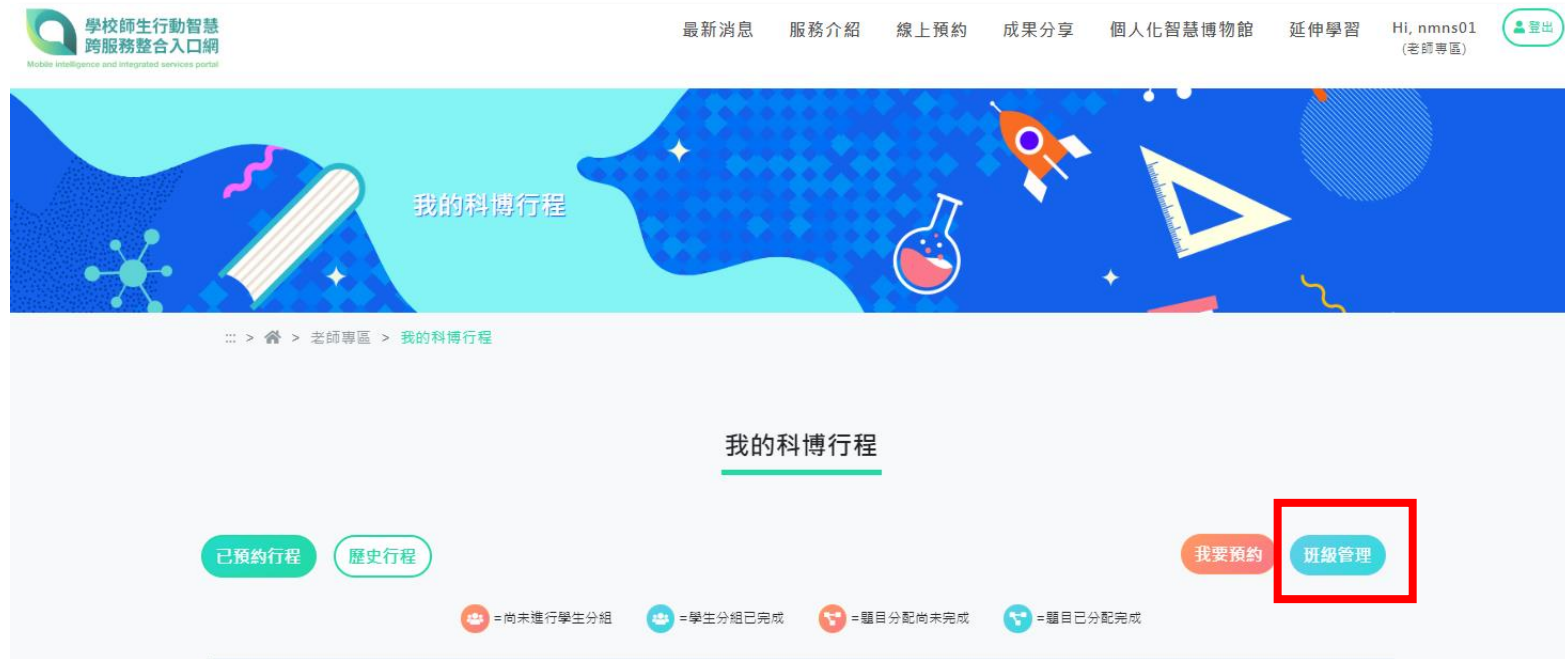 學校師生行動智慧
跨服務整合入口網
Mobile intelligence and integrated services portal
最新消息 服務介紹 線上預約 成果分享 個人化智慧博物館 延伸學習 Hi, nmns01 登出
(老師專區)
我的科博行程
::: > > 老師專區 > 我的科博行程
我的科博行程
已預約行程 歷史行程 我要預約 班級管理
=尚未進行學生分組 =學生分組已完成 =題目分配尚未完成 =題目已分配完成